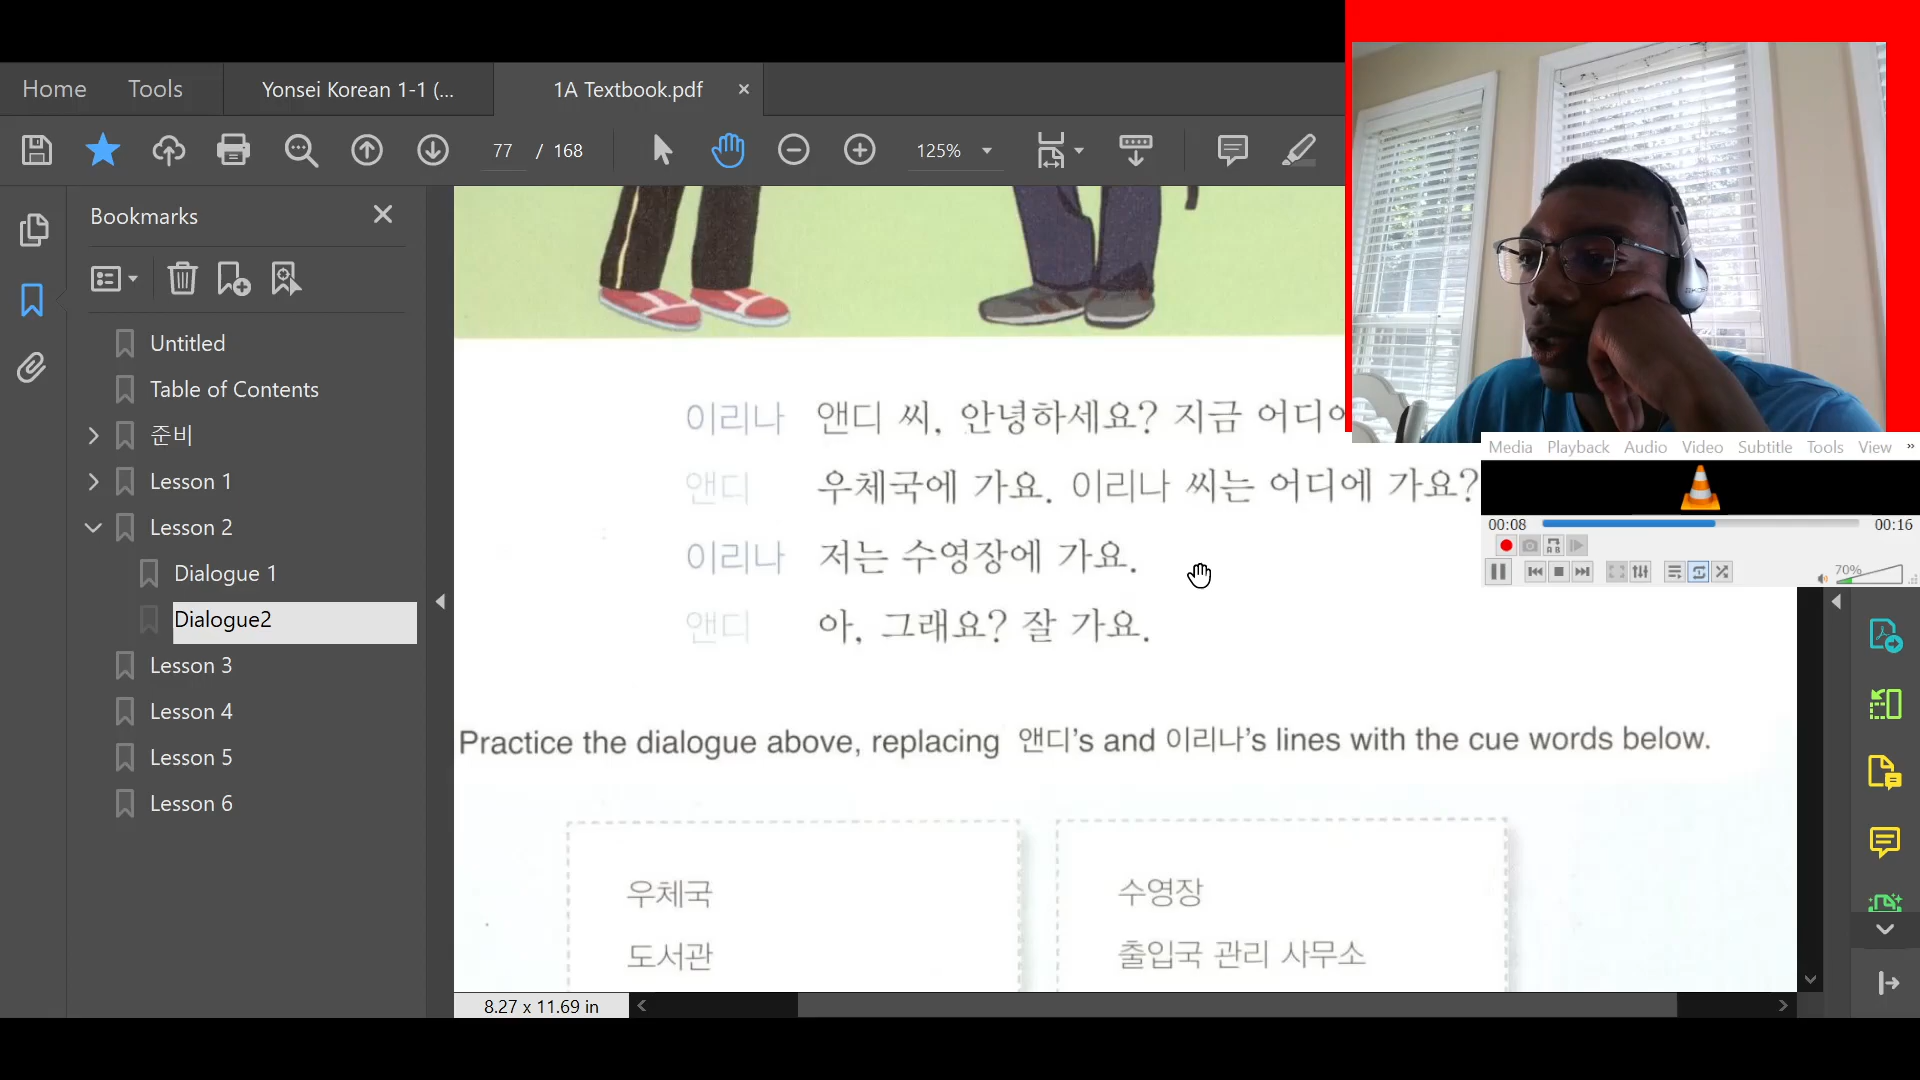 Home Tools Yonsei Korean 1-1 (... 1A Textbook.pdf
77 / 168 125%
Bookmarks
Untitled
Table of Contents
준비
Lesson 1
Lesson 2
Dialogue 1
Dialogue2
Lesson 3
Lesson 4
Lesson 5
Lesson 6
이리나 앤디 씨, 안녕하세요? 지금 어디에
앤디 우체국에 가요. 이리나 씨는 어디에 가요?
이리나 저는 수영장에 가요.
앤디 아, 그래요? 잘 가요.
Practice the dialogue above, replacing 앤디's and 이리나's lines with the cue words below.
우체국
도서관
수영장
출입국 관리 사무소
8.27 x 11.69 in
Media Playback Audio Video Subtitle Tools View »
00:08 00:16
70%